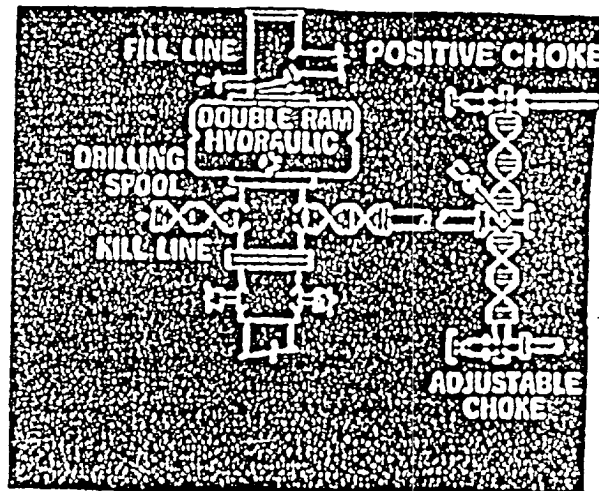 FILL LINE
POSITIVE CHOKE
DOUBLE RAM
HYDRAULIC
DRILLING
SPOOL
KILL LINE
ADJUSTABLE
CHOKE